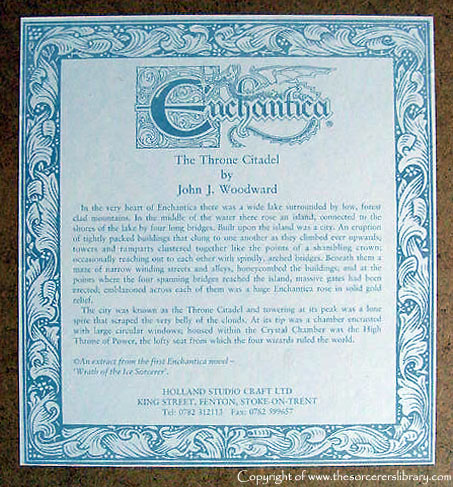 Enchantica®
The Throne Citadel
by
John J. Woodward
In the very heart of Enchantica there was a wide lake surrounded by low, forest
clad mountains. In the middle of the water there rose an island, connected to the
shores of the lake by four long bridges. Built upon the island was a city. An eruption
of tightly packed buildings that clung to one another as they climbed ever upwards;
towers and ramparts clustered together like the points of a shambling crown;
occasionally reaching out to each other with spindly, arched bridges. Beneath them a
maze of narrow winding streets and alleys, honeycombed the buildings; and at the
points where the four spanning bridges reached the island, massive gates had been
erected; emblazoned across each of them was a huge Enchantica rose in solid gold
relief.
The city was known as the Throne Citadel and towering at its peak was a lone
spire that scraped the very belly of the clouds. At its tip was a chamber encrusted
with large circular windows; housed within the Crystal Chamber was the High
Throne of Power, the lofty seat from which the four wizards ruled the world.
©An extract from the first Enchantica novel –
'Wrath of the Ice Sorcerer'.
HOLLAND STUDIO CRAFT LTD
KING STREET, FENTON, STOKE-ON-TRENT
Tel: 0782 312113 Fax: 0782 599657
Copyright of www.thesorcererslibrary.com